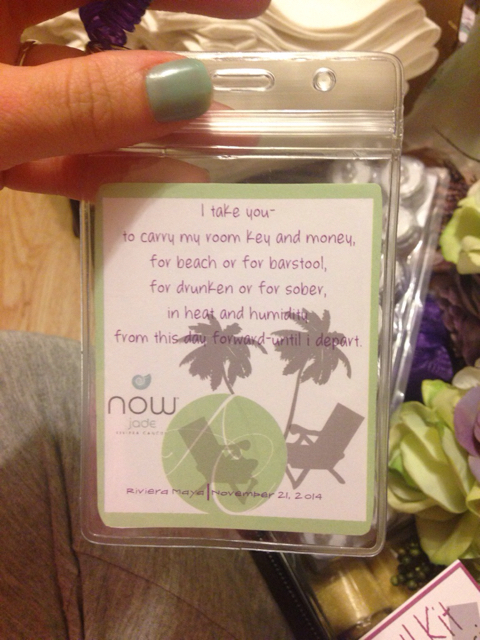 I take you-
to carry my room key and money,
for beach or for barstool,
for drunken or for sober,
in heat and humidity
from this day forward-until i depart.
now
jade
Riviera Maya | November 21, 2014
Kit